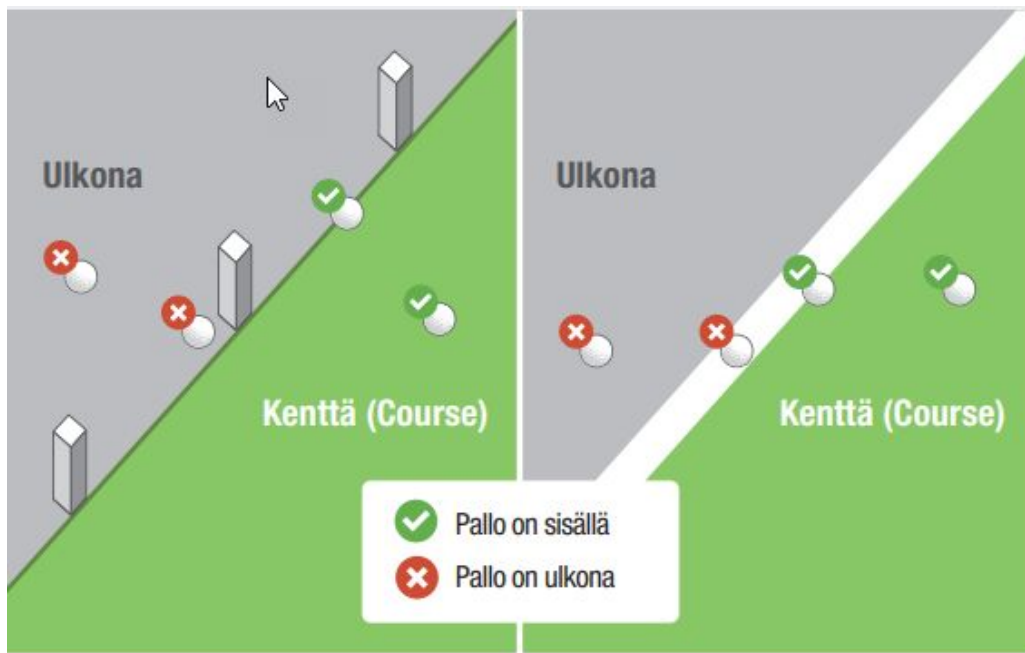 Ulkona
Kenttä (Course)
Ulkona
Kenttä (Course)
Pallo on sisällä
Pallo on ulkona